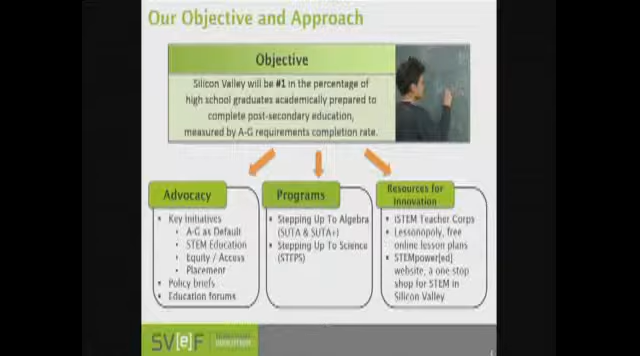 Our Objective and Approach
Objective
Silicon Valley will be #1 in the percentage of
high school graduates academically prepared to
complete post-secondary education,
measured by A-G requirements completion rate.
Advocacy
• Key Initiatives
• A-G as Default
• STEM Education
• Equity / Access
• Placement
• Policy briefs
• Education forums
Programs
• Stepping Up To Algebra
(SUTA & SUTA+)
• Stepping Up To Science
(STEPS)
Resources for
Innovation
• iSTEM Teacher Corps
• Lessonopoly, free
online lesson plans
• STEMpower[ed]
website, a one stop
shop for STEM in
Silicon Valley
SV[e]F